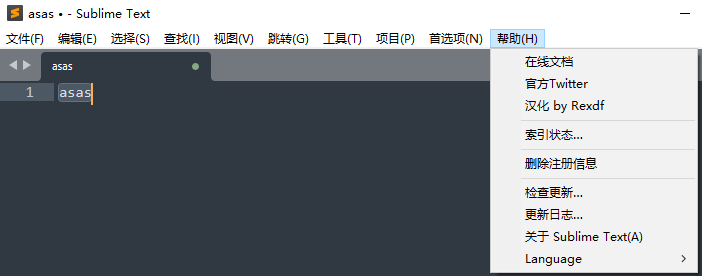 asas • - Sublime Text
文件(F) 编辑(E) 选择(S) 查找(I) 视图(V) 跳转(G) 工具(T) 项目(P) 首选项(N) 帮助(H)
asas
1 asas
在线文档
官方Twitter
汉化 by Rexdf
索引状态...
删除注册信息
检查更新...
更新日志...
关于 Sublime Text(A)
Language